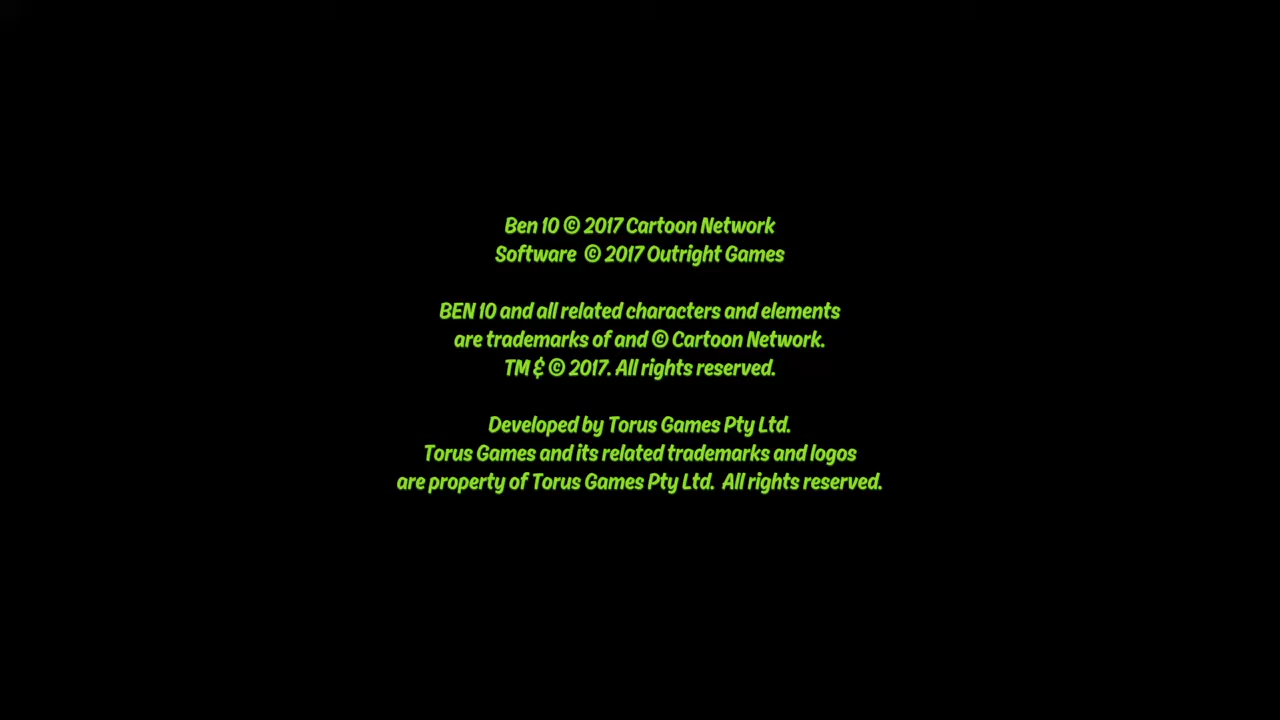 Ben 10 © 2017 Cartoon Network
Software © 2017 Outright Games
BEN 10 and all related characters and elements
are trademarks of and © Cartoon Network.
TM & © 2017. All rights reserved.
Developed by Torus Games Pty Ltd.
Torus Games and its related trademarks and logos
are property of Torus Games Pty Ltd. All rights reserved.